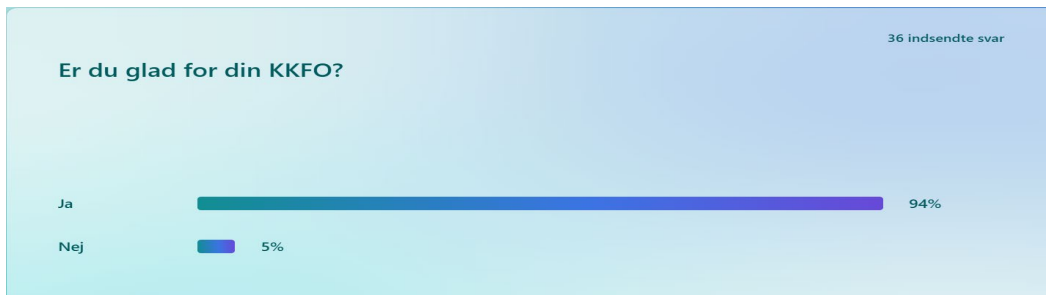 36 indsendte svar
Er du glad for din KKFO?
Ja 94%
Nej 5%